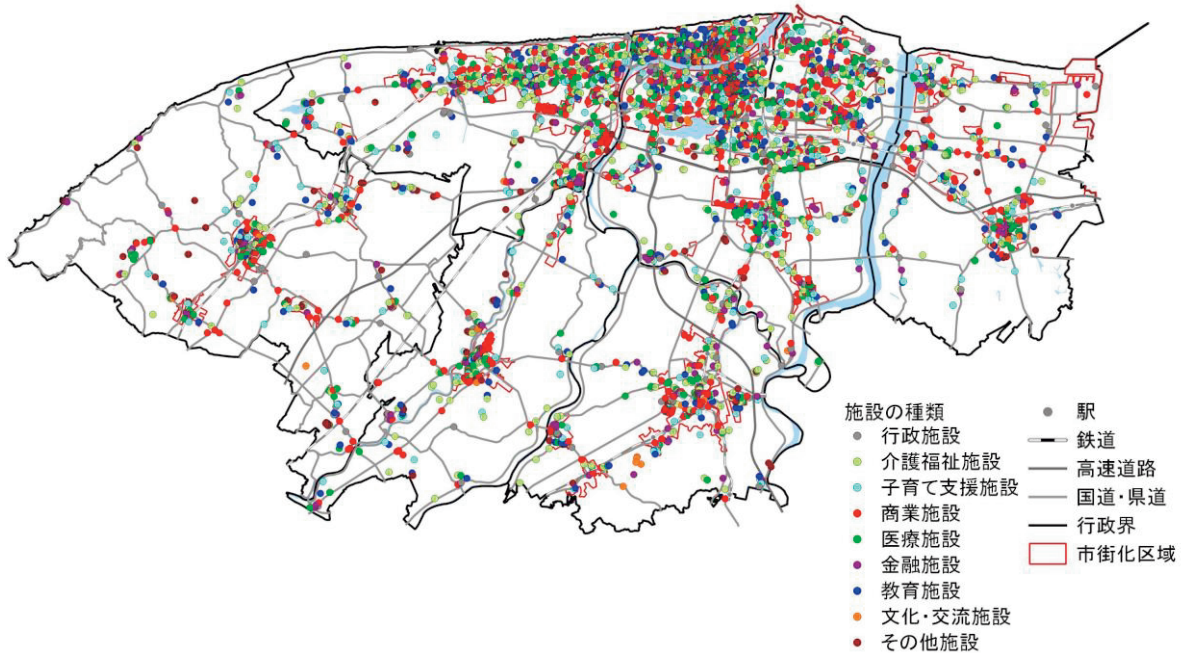 施設の種類
行政施設
介護福祉施設
子育て支援施設
商業施設
医療施設
金融施設
教育施設
文化・交流施設
その他施設
駅
鉄道
高速道路
国道・県道
行政界
市街化区域